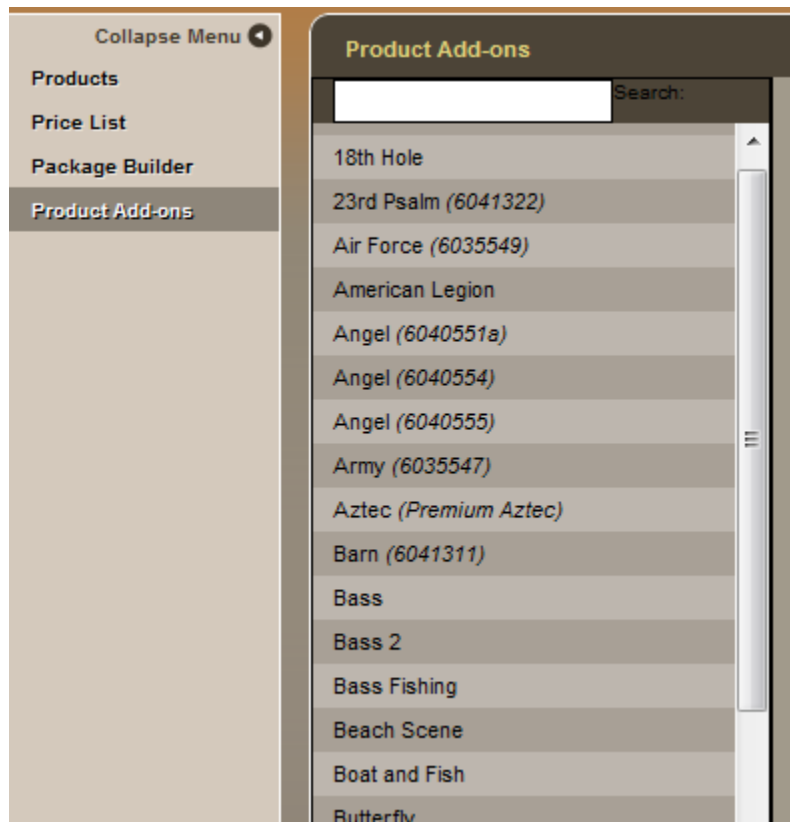 Collapse Menu
Products
Price List
Package Builder
Product Add-ons
Product Add-ons
Search:
18th Hole
23rd Psalm (6041322)
Air Force (6035549)
American Legion
Angel (6040551a)
Angel (6040554)
Angel (6040555)
Army (6035547)
Aztec (Premium Aztec)
Barn (6041311)
Bass
Bass 2
Bass Fishing
Beach Scene
Boat and Fish
Butterfly